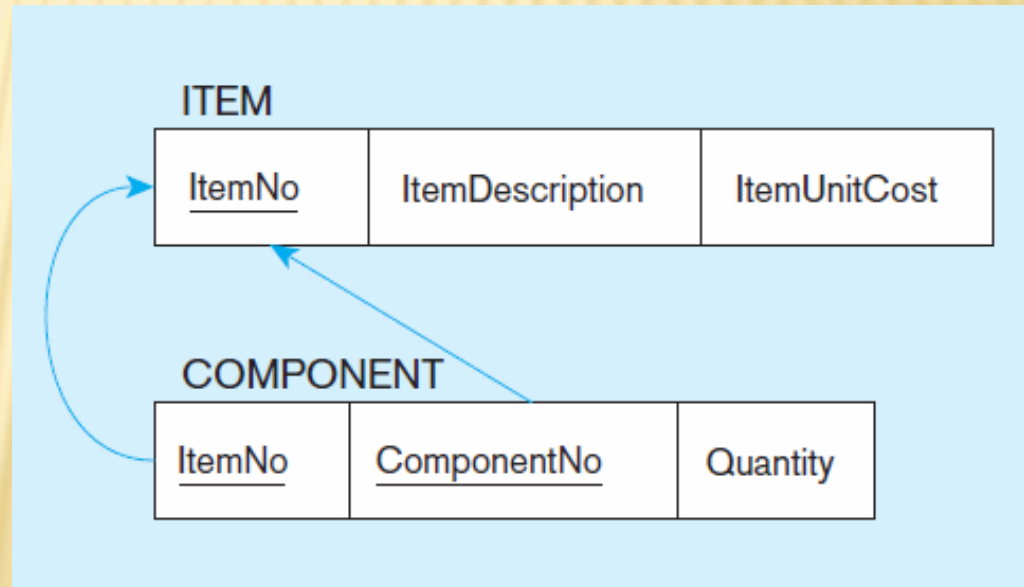 ITEM
ItemNo ItemDescription ItemUnitCost
COMPONENT
ItemNo ComponentNo Quantity